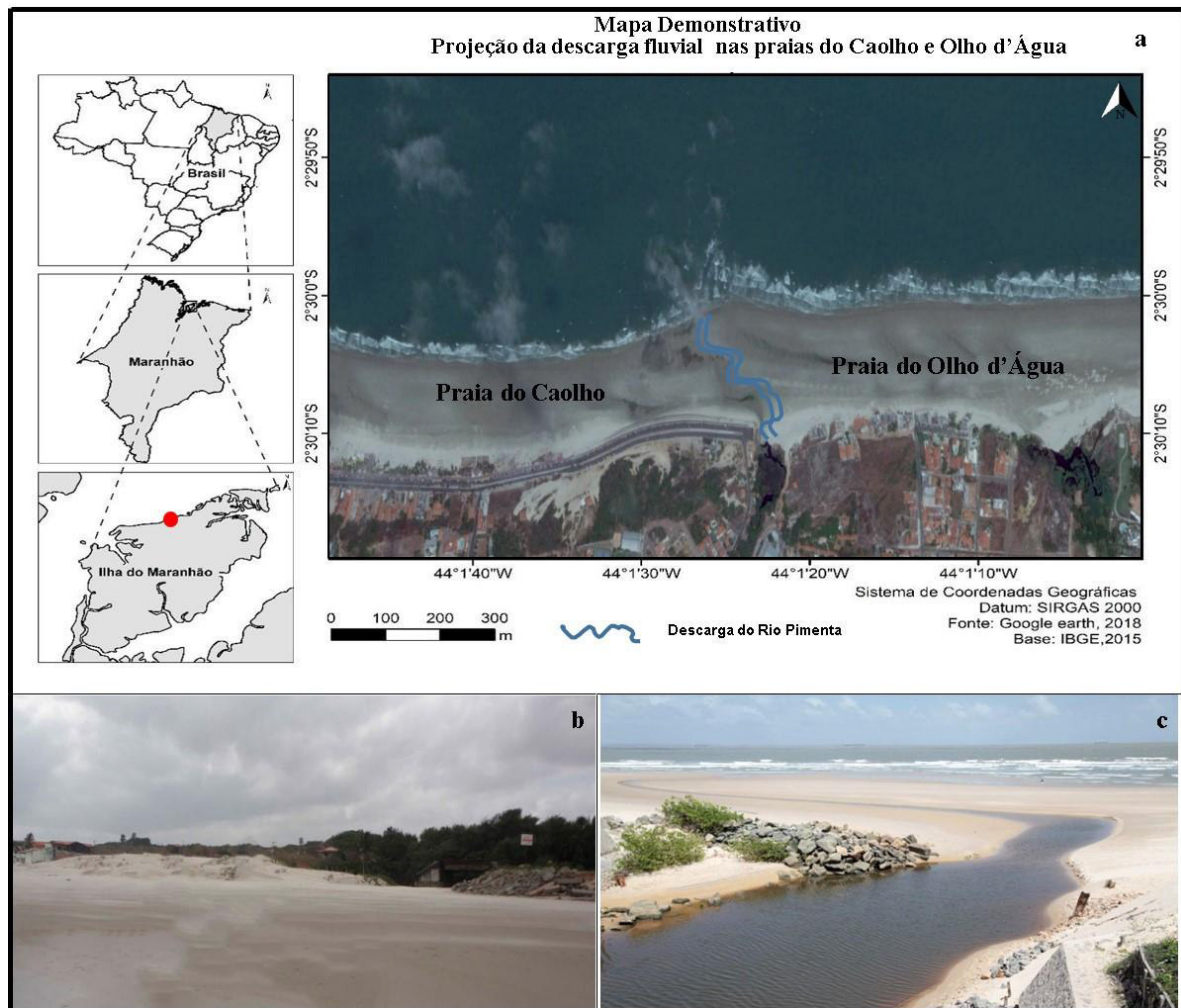 Mapa Demonstrativo
Projeção da descarga fluvial nas praias do Caolho e Olho d’Água
a
N
Brasil
N
Maranhão
Ilha do Maranhão
N
2°29'50"S
2°30'0"S
2°30'10"S
Praia do Caolho
Praia do Olho d’Água
2°29'50"S
2°30'0"S
2°30'10"S
44°1'40"W
44°1'30"W
44°1'20"W
44°1'10"W
0
100
200
300
m
Descarga do Rio Pimenta
Sistema de Coordenadas Geográficas
Datum: SIRGAS 2000
Fonte: Google earth, 2018
Base: IBGE,2015
b
c